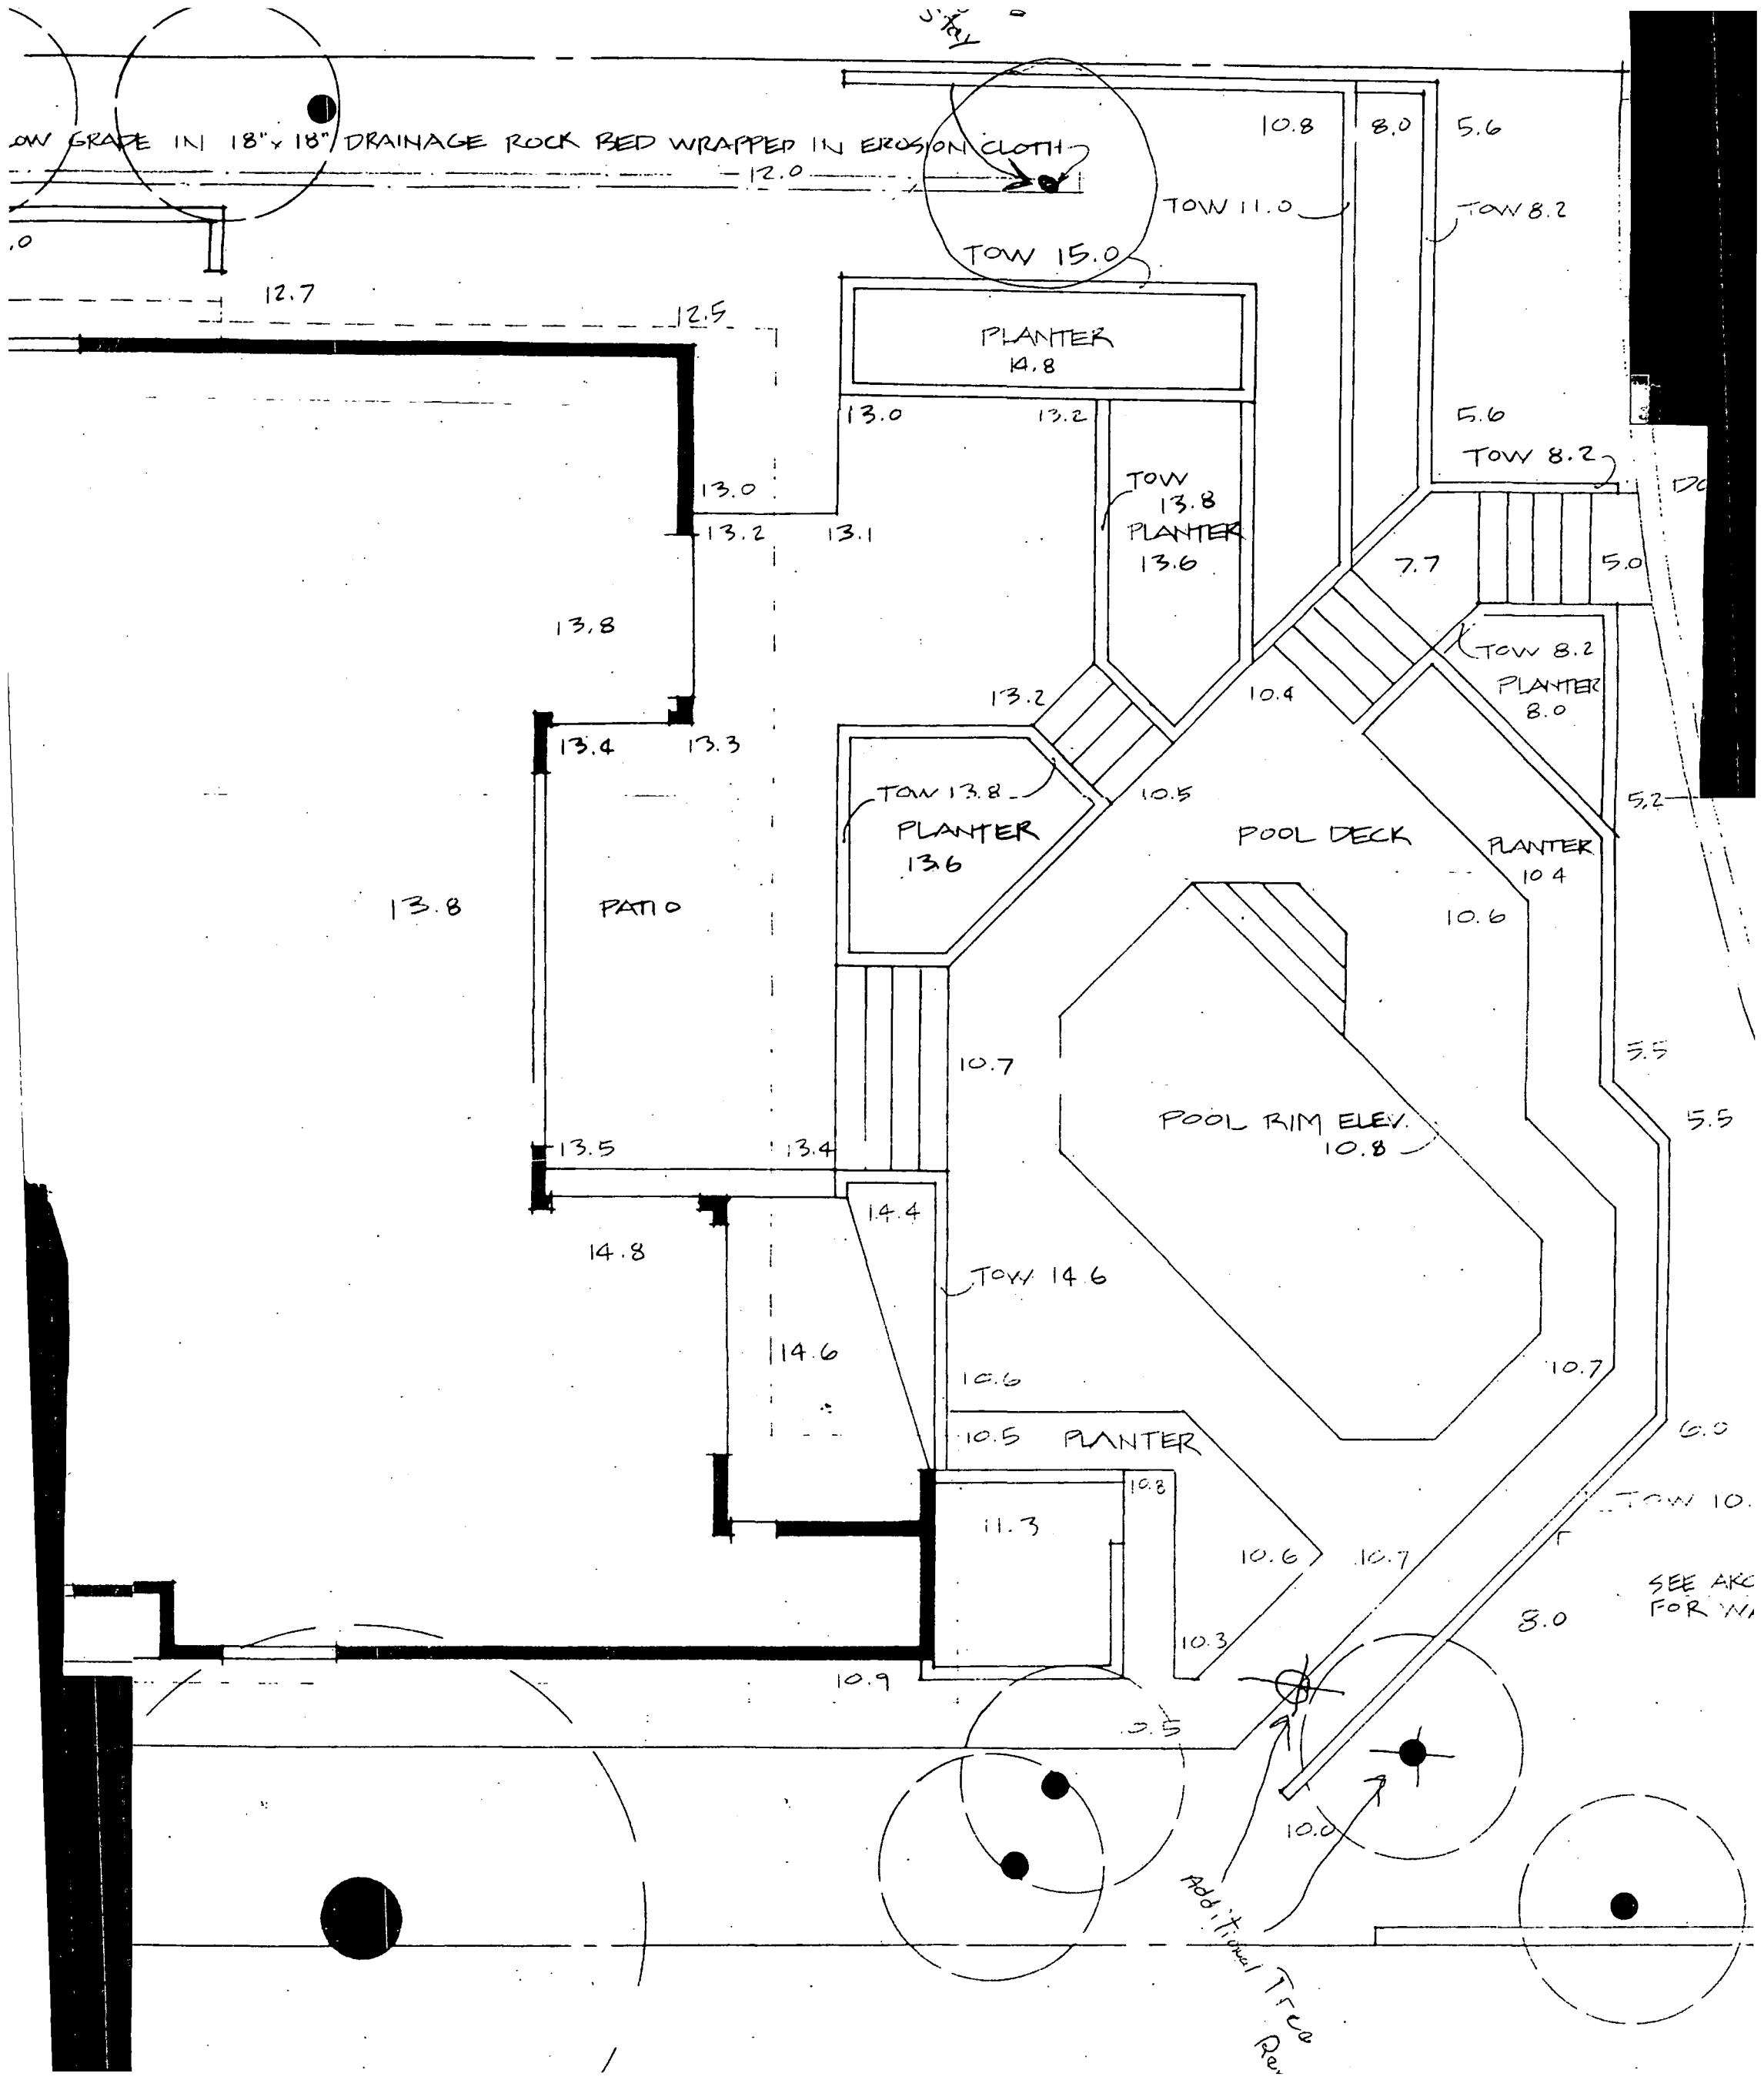 10.8
8.0
5.6
GRADE IN 18" x 18" DRAINAGE ROCK BED WRAPPED IN EROSION CLOTH
12.0
TOW 11.0
TOW 8.2
.0
TOW 15.0
12.7
12.5
PLANTER
14.8
13.0
13.2
5.6
TOW 8.2
13.0
TOW
13.8
PLANTER
13.6
13.2
13.1
7.7
5.0
13.8
TOW 8.2
PLANTER
8.0
13.2
10.4
13.4
13.3
TOW 13.8
PLANTER
13.6
10.5
5.2
POOL DECK
PLANTER
10.4
13.8
PATIO
10.6
10.7
5.5
POOL RIM ELEV.
10.8
5.5
13.5
13.4
14.4
14.8
TOW 14.6
14.6
10.6
10.7
10.5
PLANTER
6.0
10.8
TOW 10.
11.3
10.6
10.7
SEE
FOR
8.0
10.3
10.9
10.0
Additional Tree